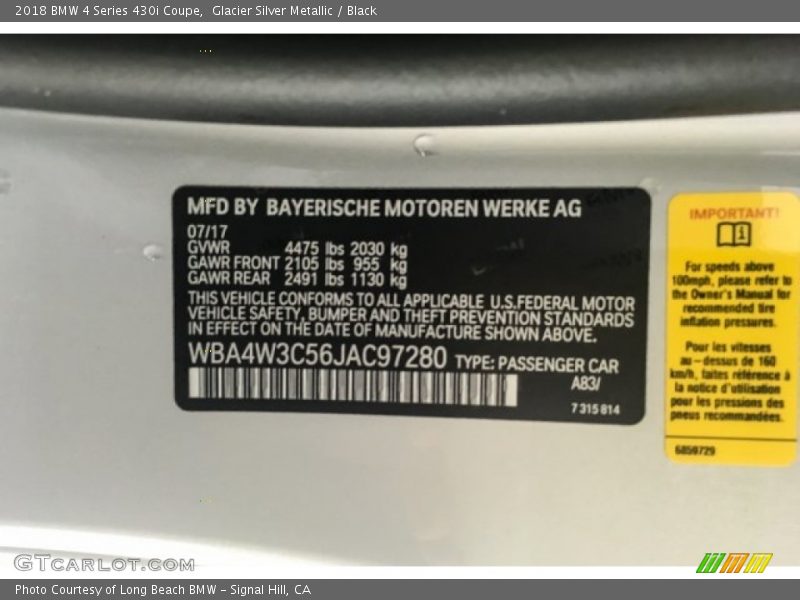 2018 BMW 4 Series 430i Coupe,  Glacier Silver Metallic / Black
MFD BY BAYERISCHE MOTOREN WERKE AG
07/17
GVWR 4475 lbs 2030 kg
GAWR FRONT 2105 lbs 955 kg
GAWR REAR 2491 lbs 1130 kg
THIS VEHICLE CONFORMS TO ALL APPLICABLE U.S.FEDERAL MOTOR
VEHICLE SAFETY, BUMPER AND THEFT PREVENTION STANDARDS
IN EFFECT ON THE DATE OF MANUFACTURE SHOWN ABOVE.
WBA4W3C56JAC97280 TYPE: PASSENGER CAR
A83/
7 315 814
IMPORTANT!
For speeds above
100mph, please refer to
the Owner's Manual for
recommended tire
inflation pressures.
Pour les vitesses
au-dessus de 160
km/h, faites référence à
la notice d'utilisation
pour les pressions des
pneus recommandées.
6859729
GTCARLOT.COM
Photo Courtesy of Long Beach BMW - Signal Hill, CA